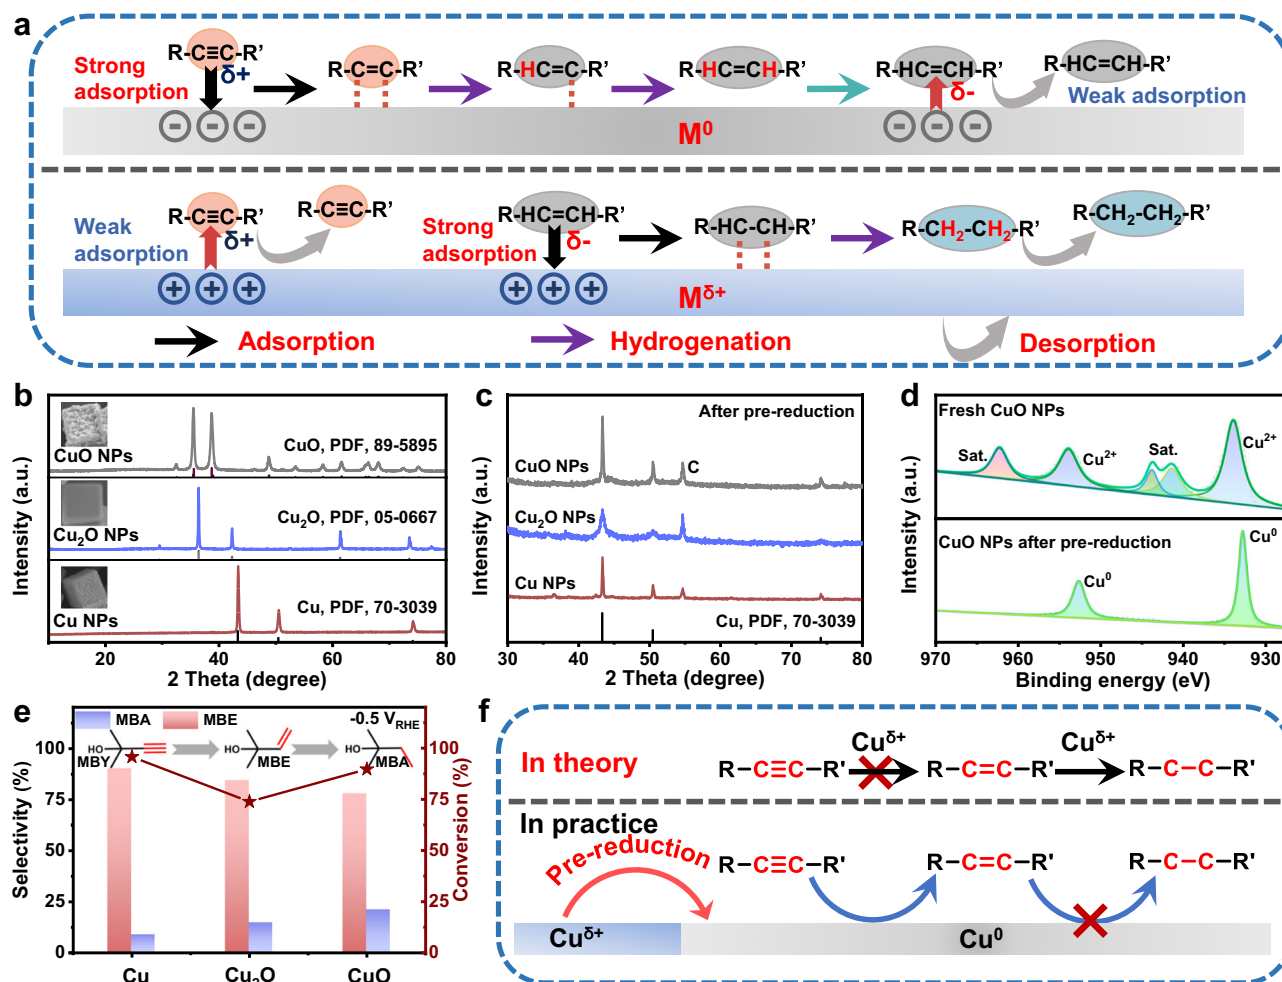 a
R-C≡C-R' δ+
Strong adsorption
R-C=C-R'
R-HC=C-R'
R-HC=CH-R'
R-HC=CH-R' δ-
R-HC=CH-R'
Weak adsorption
- - -
- - -
M⁰
R-C≡C-R' δ+
Weak adsorption
R-C≡C-R'
R-HC=CH-R' δ-
Strong adsorption
R-HC-CH-R'
R-CH₂-CH₂-R'
R-CH₂-CH₂-R'
+ + +
+ + +
Mδ+
Adsorption
Hydrogenation
Desorption
b
CuO NPs
CuO, PDF, 89-5895
Cu₂O NPs
Cu₂O, PDF, 05-0667
Cu NPs
Cu, PDF, 70-3039
Intensity (a.u.)
20 40 60 80
2 Theta (degree)
c
After pre-reduction
CuO NPs
C
Cu₂O NPs
Cu NPs
Cu, PDF, 70-3039
Intensity (a.u.)
30 40 50 60 70 80
2 Theta (degree)
d
Fresh CuO NPs
Sat.
Cu²⁺
Sat.
Cu²⁺
CuO NPs after pre-reduction
Cu⁰
Cu⁰
Intensity (a.u.)
970 960 950 940 930
Binding energy (eV)
e
MBA
MBE
-0.5 V_RHE
HO
MBY
HO
MBE
HO
MBA
Selectivity (%)
100
75
50
25
0
Conversion (%)
100
75
50
25
0
Cu Cu₂O CuO
f
In theory
R−C≡C−R'
Cuδ+
R−C=C−R'
Cuδ+
R−C−C−R'
In practice
Pre-reduction
R−C≡C−R'
R−C=C−R'
R−C−C−R'
Cuδ+
Cu⁰